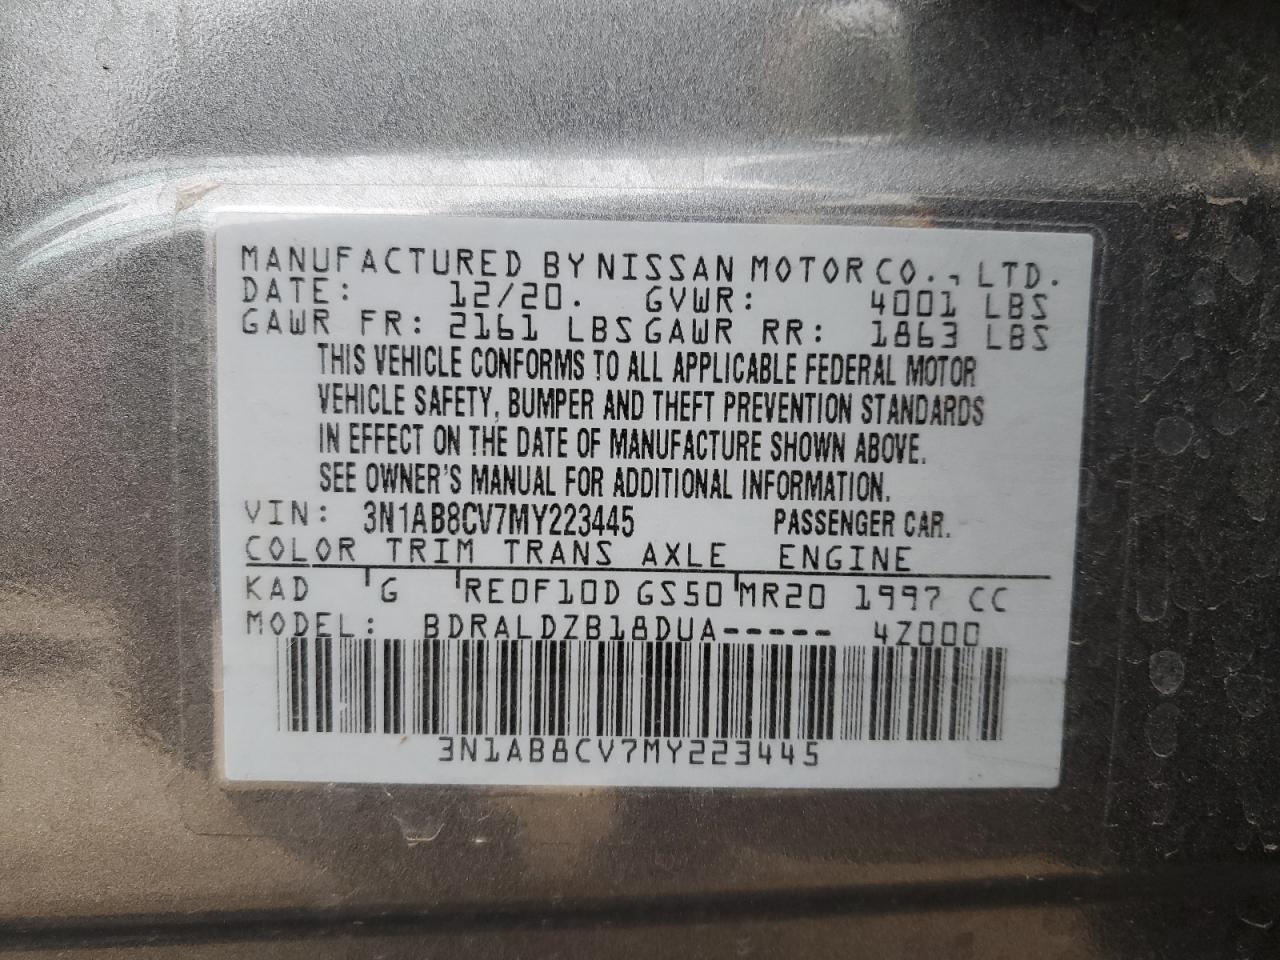 MANUFACTURED BY NISSAN MOTOR CO., LTD.
DATE: 12/20. GVWR: 4001 LBS
GAWR FR: 2161 LBS GAWR RR: 1863 LBS
THIS VEHICLE CONFORMS TO ALL APPLICABLE FEDERAL MOTOR
VEHICLE SAFETY, BUMPER AND THEFT PREVENTION STANDARDS
IN EFFECT ON THE DATE OF MANUFACTURE SHOWN ABOVE.
SEE OWNER'S MANUAL FOR ADDITIONAL INFORMATION.
VIN: 3N1AB8CV7MY223445 PASSENGER CAR.
COLOR TRIM TRANS AXLE ENGINE
KAD G RE0F10D GS50 MR20 1997 CC
MODEL: BDRALDZB18DUA----- 4Z000
3N1AB8CV7MY223445